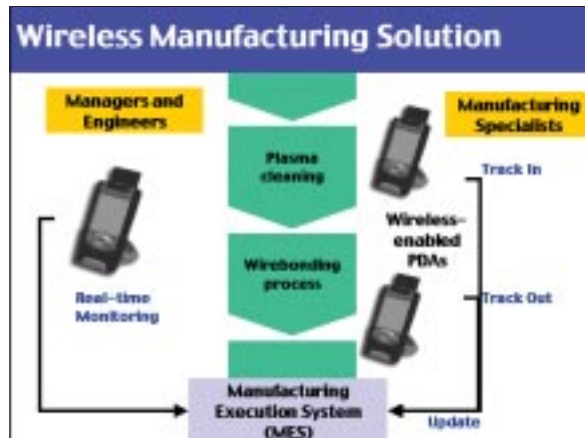 Wireless Manufacturing Solution
Managers and
Engineers
Manufacturing
Specialists
Plasma
cleaning
Track In
Wireless-
enabled
PDAs
Wirebonding
process
Real-time
Monitoring
Track Out
Manufacturing
Execution System
(MES)
Update